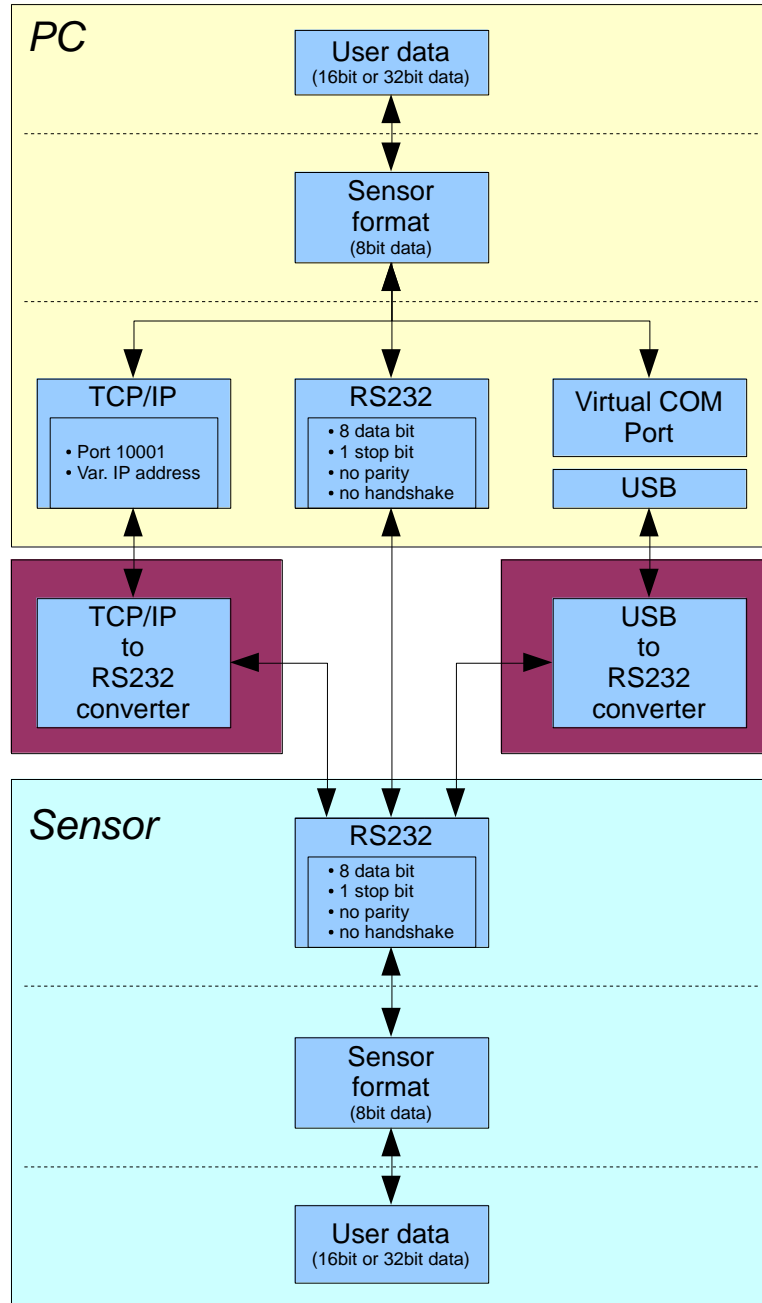 PC
User data
(16bit or 32bit data)
Sensor
format
(8bit data)
TCP/IP
• Port 10001
• Var. IP address
RS232
• 8 data bit
• 1 stop bit
• no parity
• no handshake
Virtual COM
Port
USB
TCP/IP
to
RS232
converter
USB
to
RS232
converter
Sensor
RS232
• 8 data bit
• 1 stop bit
• no parity
• no handshake
Sensor
format
(8bit data)
User data
(16bit or 32bit data)